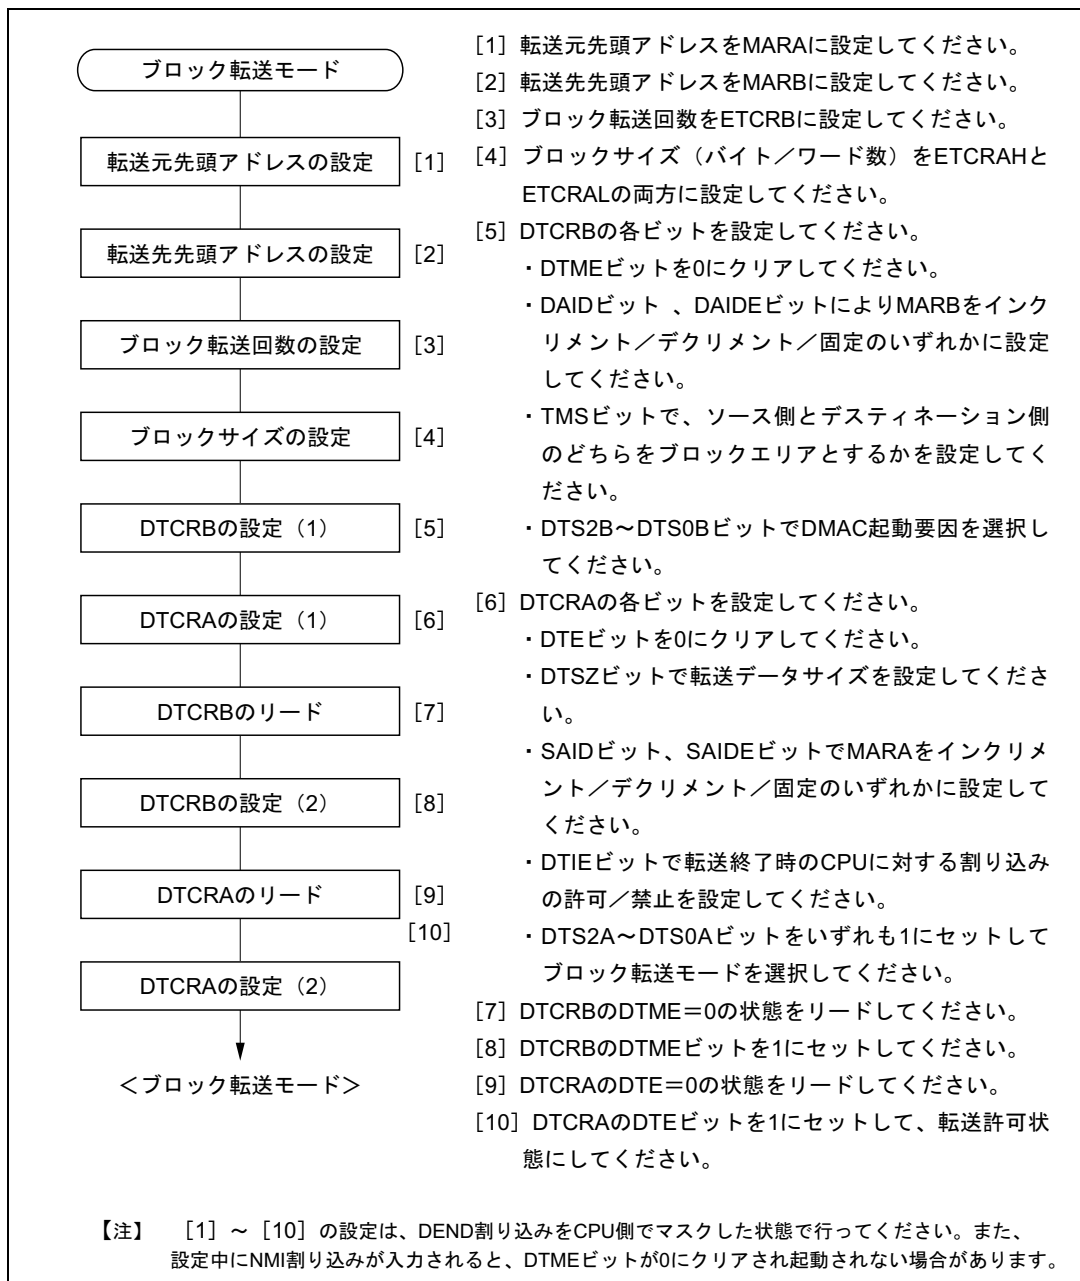 ブロック転送モード
転送元先頭アドレスの設定 [1]
転送先先頭アドレスの設定 [2]
ブロック転送回数の設定 [3]
ブロックサイズの設定 [4]
DTCRBの設定（1） [5]
DTCRAの設定（1） [6]
DTCRBのリード [7]
DTCRBの設定（2） [8]
DTCRAのリード [9]
[10]
DTCRAの設定（2）
＜ブロック転送モード＞
[1] 転送元先頭アドレスをMARAに設定してください。
[2] 転送先先頭アドレスをMARBに設定してください。
[3] ブロック転送回数をETCRBに設定してください。
[4] ブロックサイズ（バイト／ワード数）をETCRAHと
ETCRALの両方に設定してください。
[5] DTCRBの各ビットを設定してください。
・DTMEビットを0にクリアしてください。
・DAIDビット 、DAIDEビットによりMARBをインク
リメント／デクリメント／固定のいずれかに設定
してください。
・TMSビットで、ソース側とデスティネーション側
のどちらをブロックエリアとするかを設定してく
ださい。
・DTS2B～DTS0BビットでDMAC起動要因を選択し
てください。
[6] DTCRAの各ビットを設定してください。
・DTEビットを0にクリアしてください。
・DTSZビットで転送データサイズを設定してくださ
い。
・SAIDビット、SAIDEビットでMARAをインクリメ
ント／デクリメント／固定のいずれかに設定して
ください。
・DTIEビットで転送終了時のCPUに対する割り込み
の許可／禁止を設定してください。
・DTS2A～DTS0Aビットをいずれも1にセットして
ブロック転送モードを選択してください。
[7] DTCRBのDTME＝0の状態をリードしてください。
[8] DTCRBのDTMEビットを1にセットしてください。
[9] DTCRAのDTE＝0の状態をリードしてください。
[10] DTCRAのDTEビットを1にセットして、転送許可状
態にしてください。
【注】 [1]～[10]の設定は、DEND割り込みをCPU側でマスクした状態で行ってください。また、
設定中にNMI割り込みが入力されると、DTMEビットが0にクリアされ起動されない場合があります。